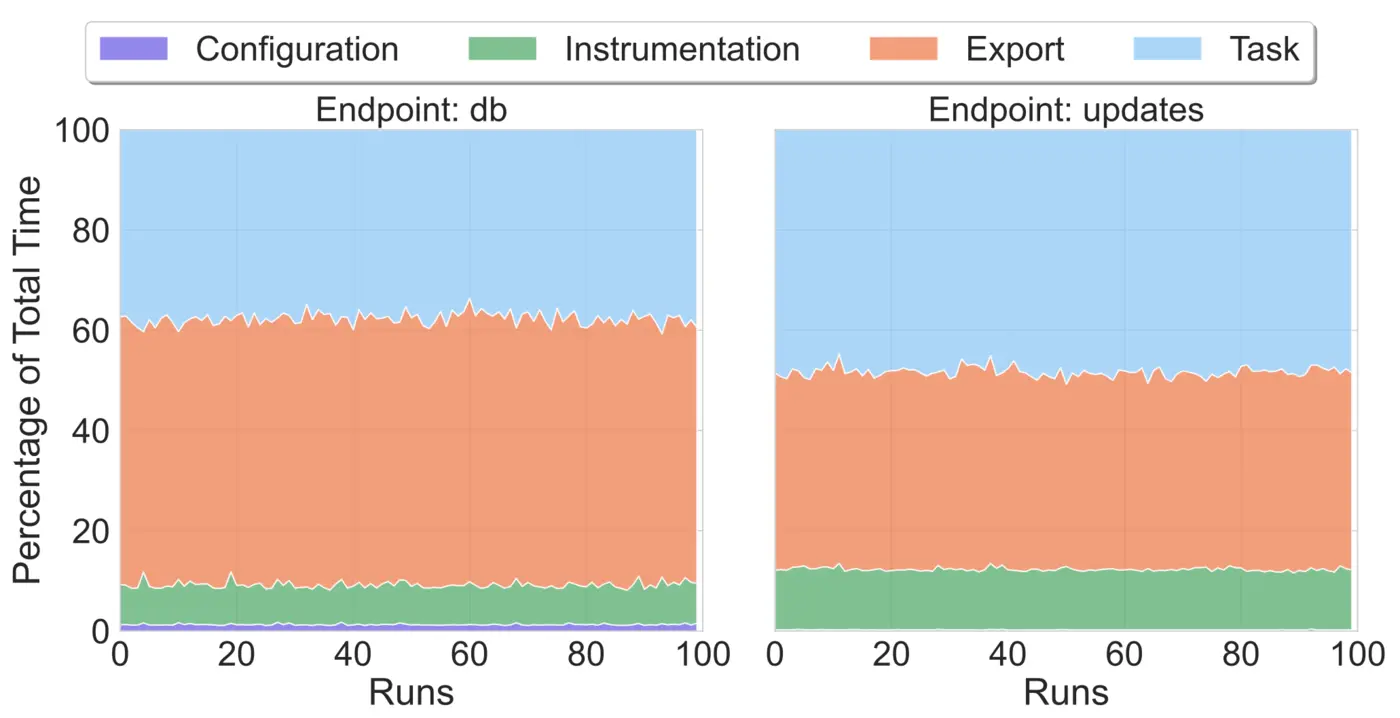 Configuration Instrumentation Export Task
Endpoint: db
Endpoint: updates
Percentage of Total Time
100
80
60
40
20
0
0 20 40 60 80 100
0 20 40 60 80 100
Runs
Runs